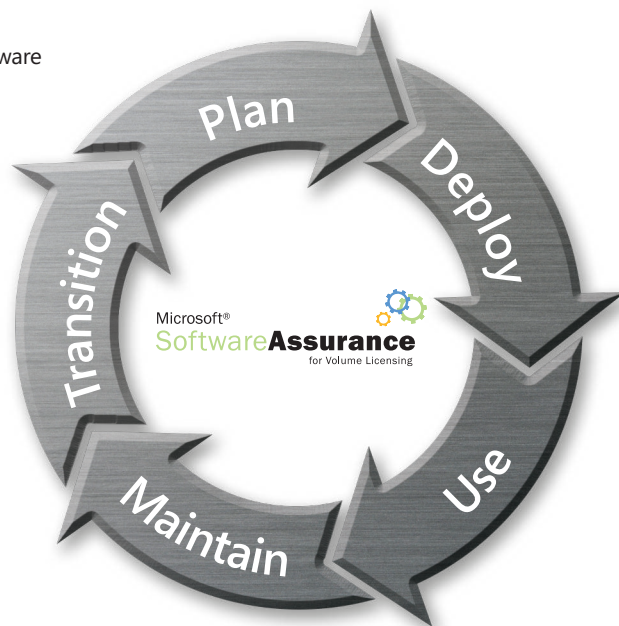 ware
Plan
Deploy
Use
Maintain
Transition
Microsoft®
SoftwareAssurance
for Volume Licensing